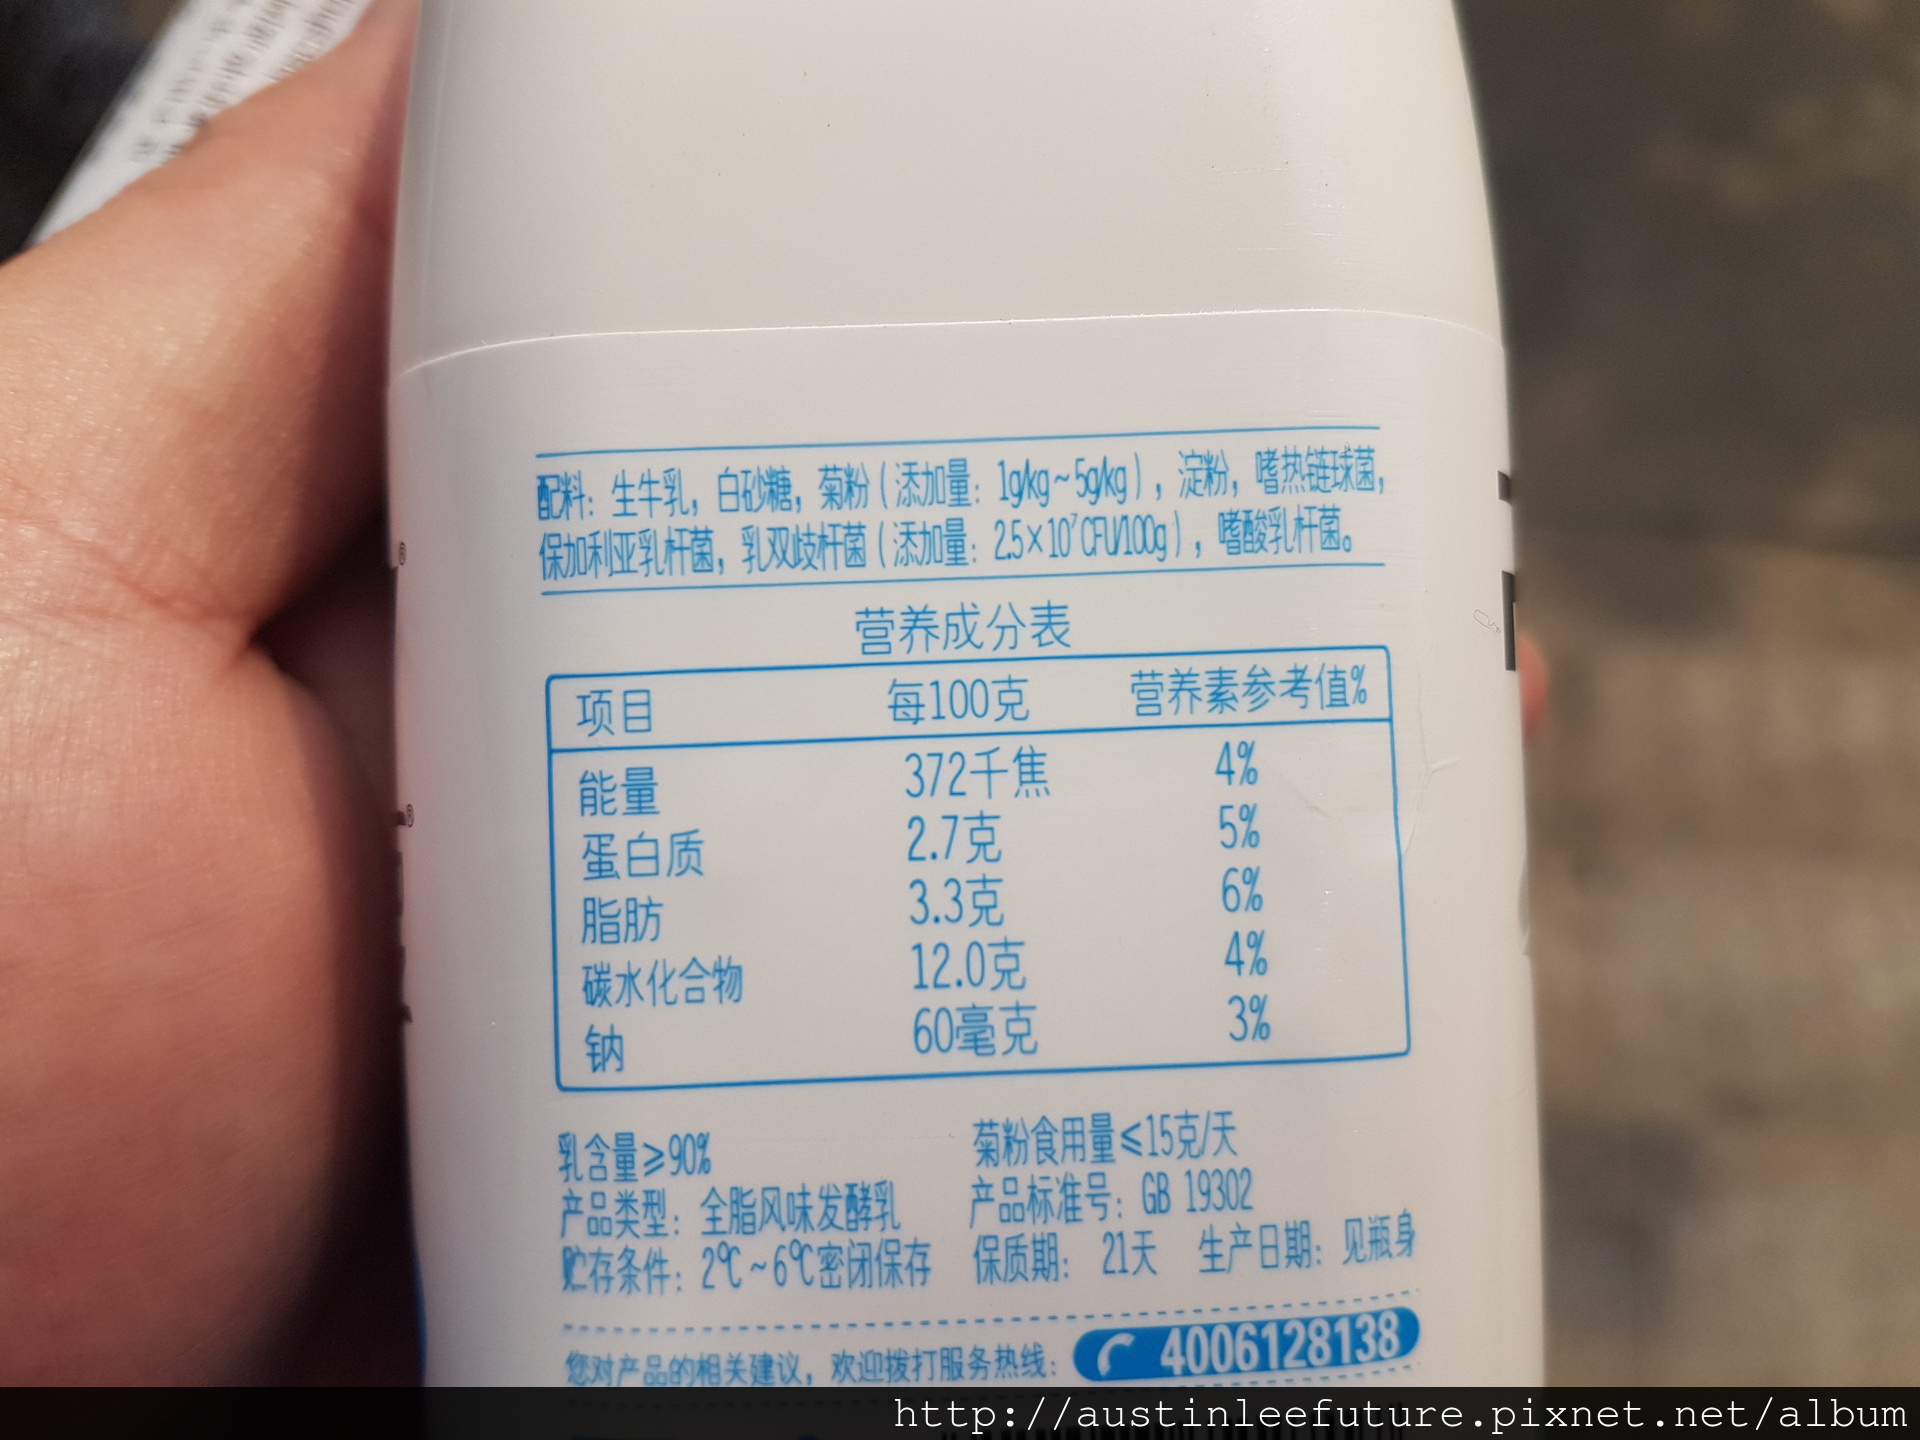 配料：生牛乳，白砂糖，菊粉（添加量：1g/kg~5g/kg），淀粉，嗜热链球菌，
保加利亚乳杆菌，乳双歧杆菌（添加量：2.5×10⁷CFU/100g），嗜酸乳杆菌。
营养成分表
项目 每100克 营养素参考值%
能量 372千焦 4%
蛋白质 2.7克 5%
脂肪 3.3克 6%
碳水化合物 12.0克 4%
钠 60毫克 3%
乳含量≥90% 菊粉食用量≤15克/天
产品类型：全脂风味发酵乳 产品标准号：GB 19302
贮存条件：2℃~6℃密闭保存 保质期：21天 生产日期：见瓶身
您对产品的相关建议，欢迎拨打服务热线：4006128138
http://austinleefuture.pixnet.net/album